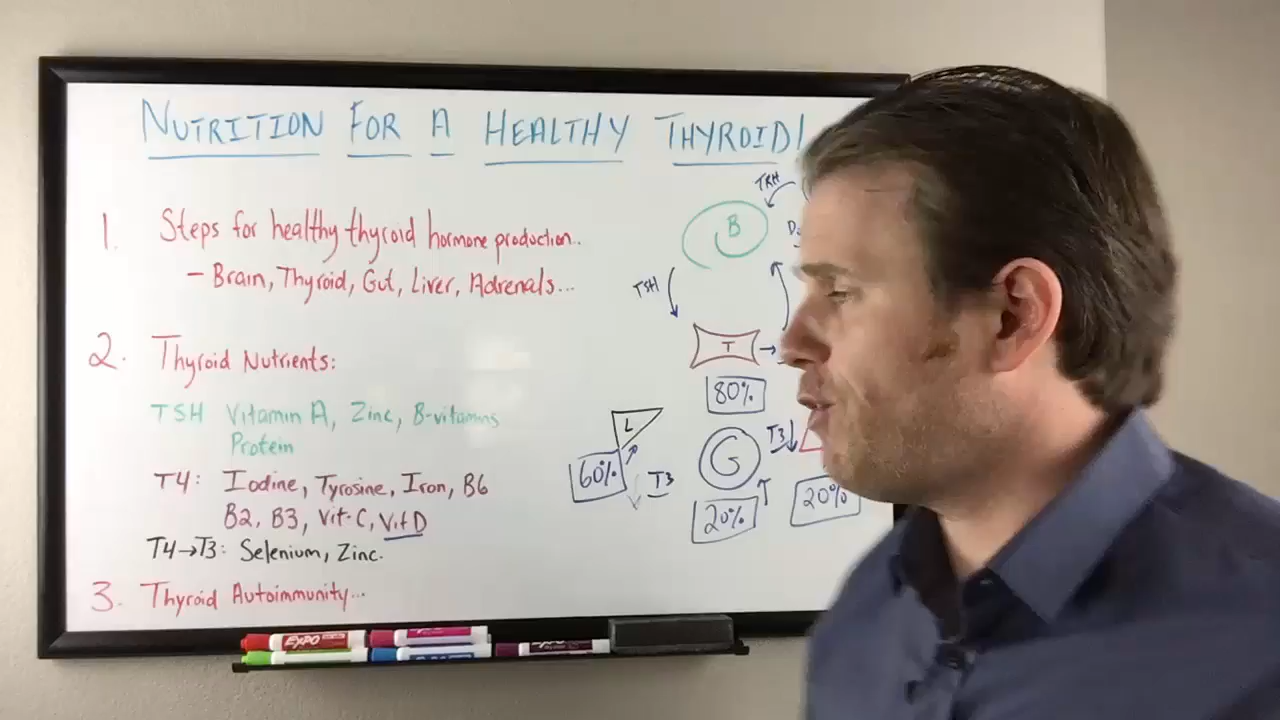 NUTRITION FOR A HEALTHY THYROID!
1. Steps for healthy thyroid hormone production..
- Brain, Thyroid, Gut, Liver, Adrenals...
2. Thyroid Nutrients:
TSH Vitamin A, Zinc, B-vitamins
Protein
T4: Iodine, Tyrosine, Iron, B6
B2, B3, Vit-C, Vit D
T4→T3: Selenium, Zinc.
3. Thyroid Autoimmunity...
TRH
B
TSH
T
80%
L
60%
T3
G
20%
T3
20%
EXPO